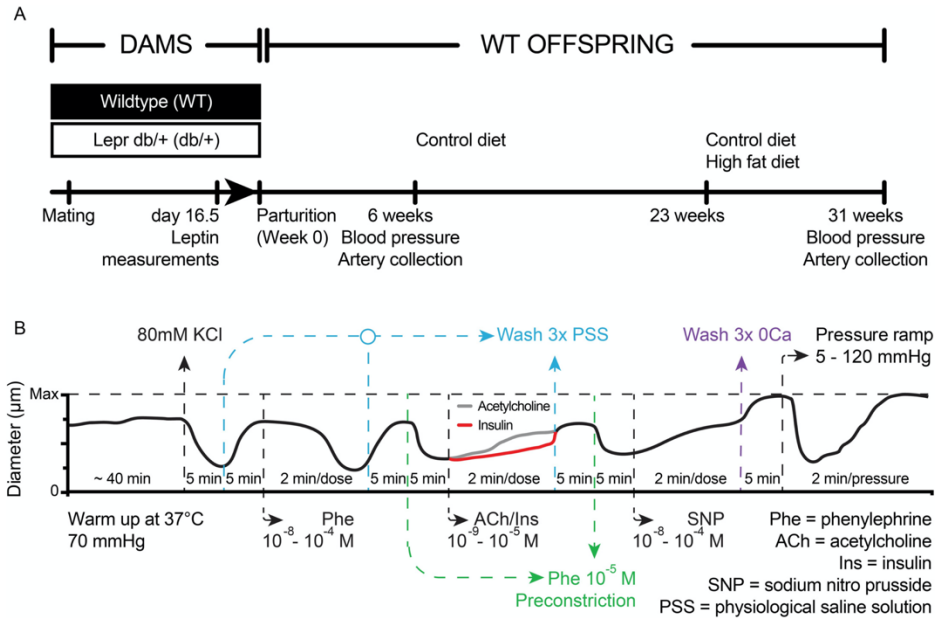 A
DAMS
WT OFFSPRING
Wildtype (WT)
Lepr db/+ (db/+)
Control diet
Control diet
High fat diet
Mating
day 16.5
Leptin
measurements
Parturition
(Week 0)
6 weeks
Blood pressure
Artery collection
23 weeks
31 weeks
Blood pressure
Artery collection
B
80mM KCl
Wash 3x PSS
Wash 3x 0Ca
Pressure ramp
5 - 120 mmHg
Diameter (µm)
Max
0
Acetylcholine
Insulin
~ 40 min
5 min
5 min
2 min/dose
5 min
5 min
2 min/dose
5 min
5 min
2 min/dose
5 min
2 min/pressure
Warm up at 37°C
70 mmHg
Phe
10⁻⁸ - 10⁻⁴ M
ACh/Ins
10⁻⁹ - 10⁻⁵ M
SNP
10⁻⁸ - 10⁻⁴ M
Phe 10⁻⁵ M
Preconstriction
Phe = phenylephrine
ACh = acetylcholine
Ins = insulin
SNP = sodium nitro prusside
PSS = physiological saline solution